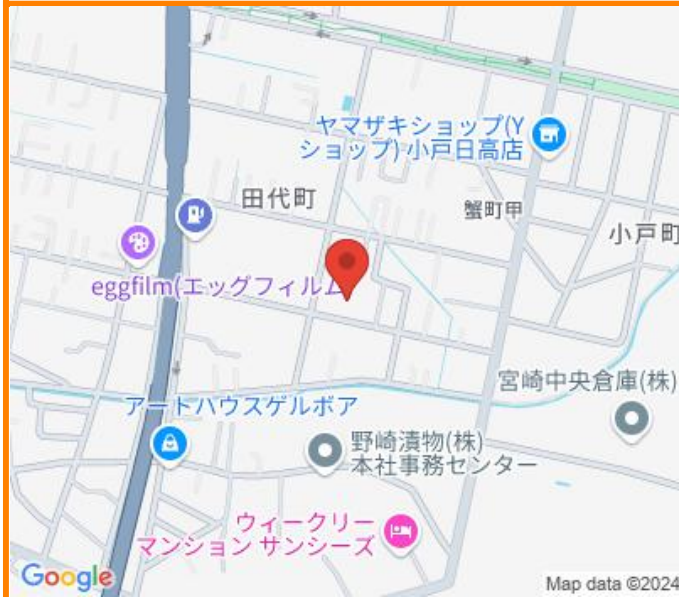 ヤマザキショップ(Y
ショップ) 小戸日高店
田代町
蟹町甲
小戸町
eggfilm(エッグフィルム
宮崎中央倉庫(株)
アートハウスゲルボア
野崎漬物(株)
本社事務センター
ウィークリー
マンション サンシーズ
Google
Map data ©2024